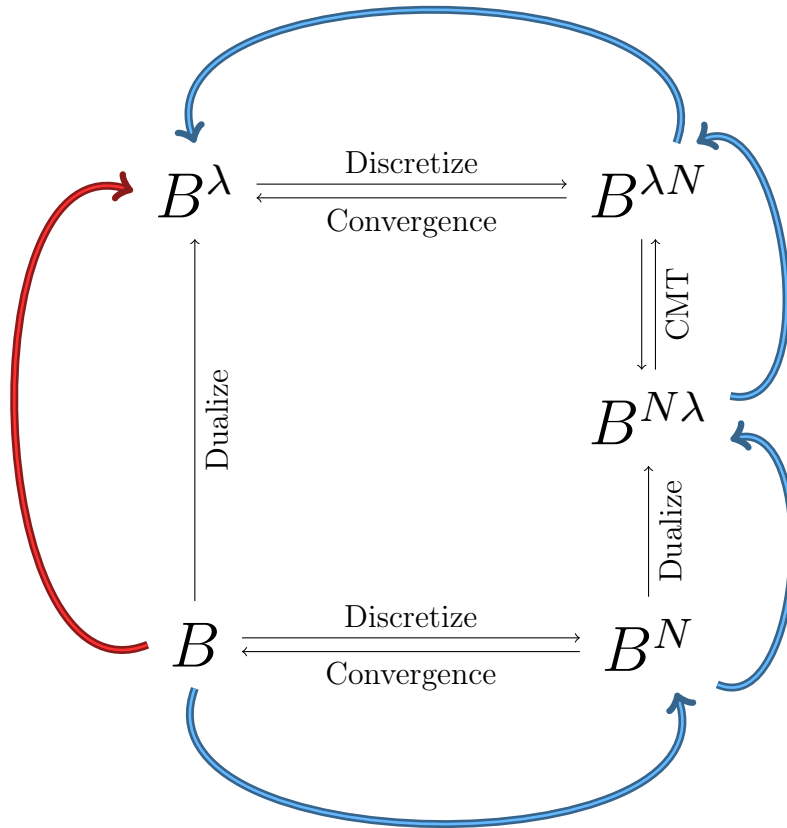 Discretize
B^λ B^{λN}
Convergence
CMT
Dualize
B^{Nλ}
Dualize
Discretize
B B^N
Convergence